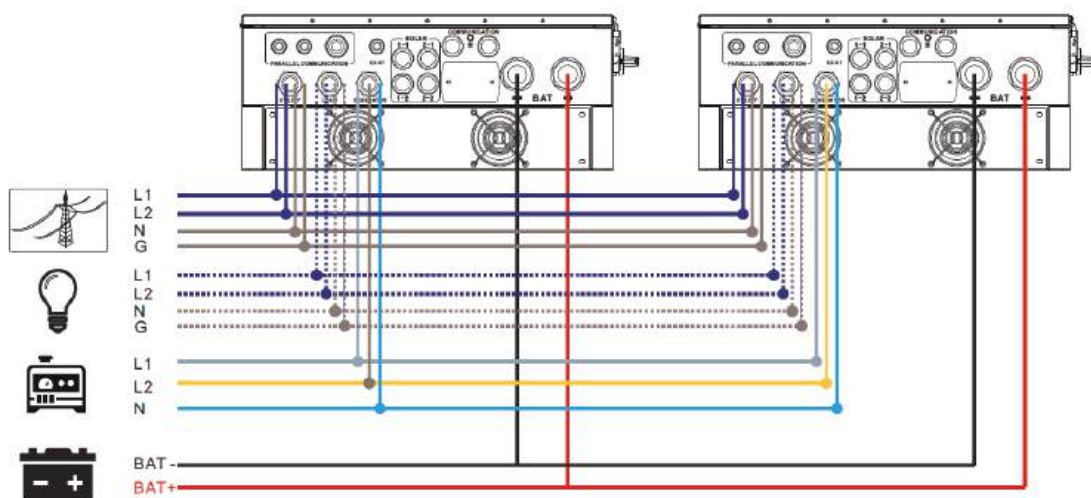 COMMUNICATION
SOLAR
PARALLEL COMMUNICATION
BAT
COMMUNICATION
SOLAR
PARALLEL COMMUNICATION
BAT
L1
L2
N
G
L1
L2
N
G
L1
L2
N
BAT -
BAT+